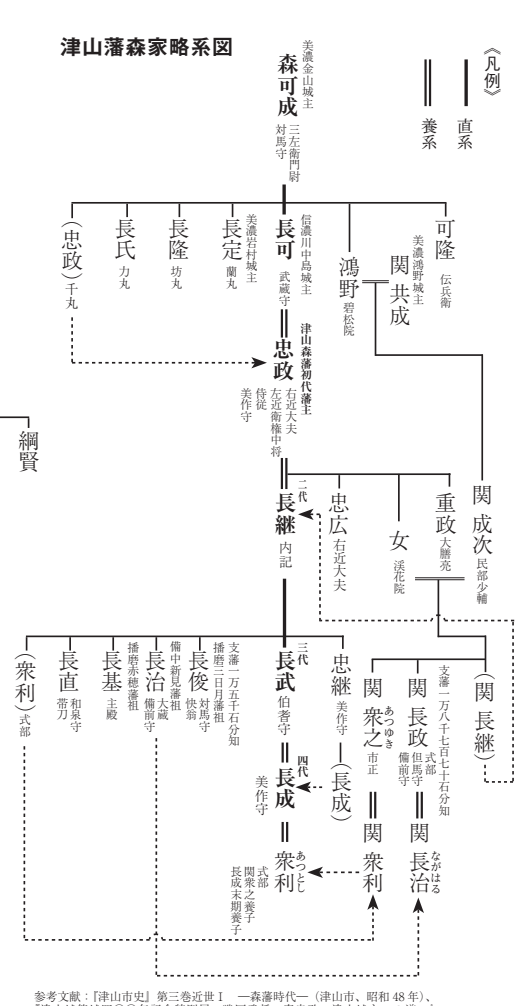 津山藩森家略系図
《凡例》
直系
養系
美濃金山城主
森可成
三左衛門尉
対馬守
可隆 伝兵衛
美濃鴻野城主
関 共成
鴻野 碧松院
信濃川中島城主
長可 武蔵守
美濃岩村城主
長定 蘭丸
長隆 坊丸
長氏 力丸
(忠政) 千丸
津山森藩初代藩主
忠政
右近大夫
左近衛権中将
侍従
美作守
綱賢
関 成次 民部少輔
重政 大膳亮
女 渓花院
忠広 右近大夫
二代
長継 内記
(関 長継)
支藩一万八千七百七十石分知
関 長政
式部
但馬守
備前守
関 衆之 市正
あつゆき
関 長治
ながはる
関 衆利
忠継 美作守
(長成)
三代
長武 伯耆守
四代
長成
美作守
衆利
あつとし
式部
関衆之養子
長成末期養子
支藩一万五千石分知
播磨三日月藩祖
長俊
対馬守
快翁
備中新見藩祖
長治
大蔵
備前守
播磨赤穂藩祖
長基 主殿
長直
和泉守
帯刀
(衆利) 式部
参考文献:『津山市史』第三巻近世Ⅰ ―藩森時代―(津山市、昭和48年)、